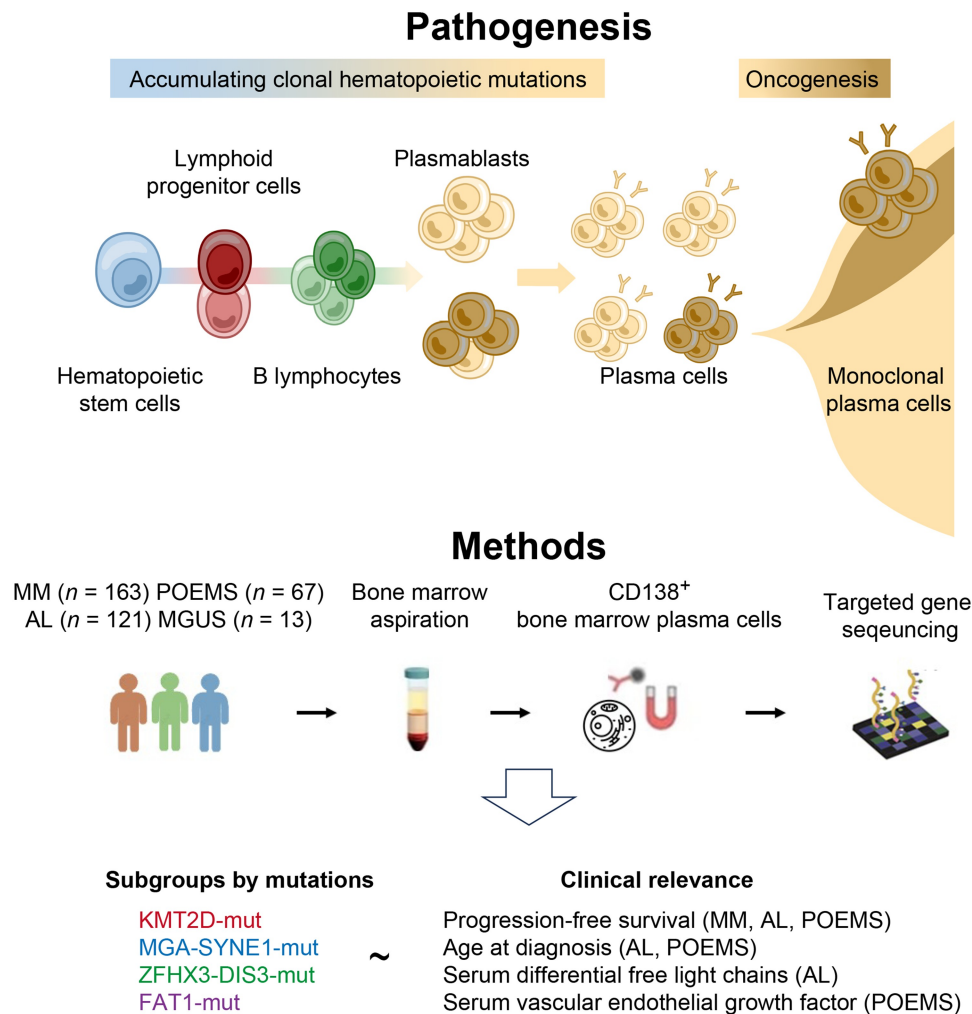 Pathogenesis
Accumulating clonal hematopoietic mutations
Oncogenesis
Lymphoid
progenitor cells
Plasmablasts
Hematopoietic
stem cells
B lymphocytes
Plasma cells
Monoclonal
plasma cells
Methods
MM (n = 163) POEMS (n = 67)
AL (n = 121) MGUS (n = 13)
Bone marrow
aspiration
CD138⁺
bone marrow plasma cells
Targeted gene
seqeuncing
Subgroups by mutations
KMT2D-mut
MGA-SYNE1-mut
ZFHX3-DIS3-mut
FAT1-mut
~
Clinical relevance
Progression-free survival (MM, AL, POEMS)
Age at diagnosis (AL, POEMS)
Serum differential free light chains (AL)
Serum vascular endothelial growth factor (POEMS)